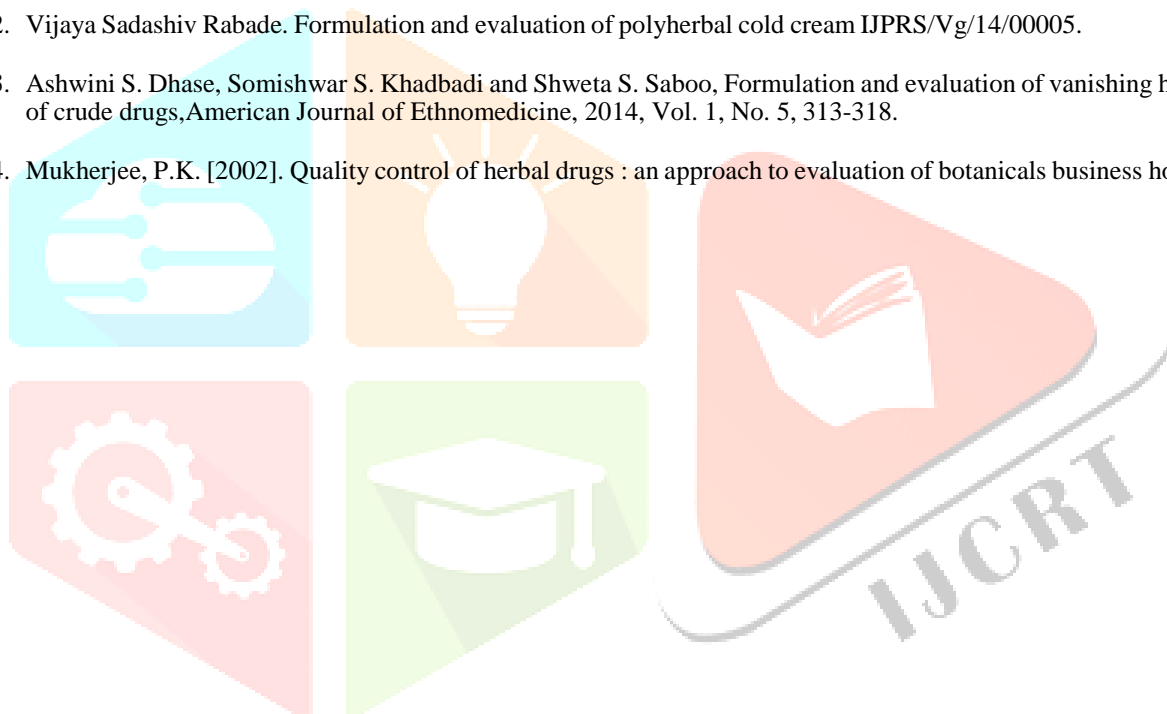 2. Vijaya Sadashiv Rabade. Formulation and evaluation of polyherbal cold cream IJPRS/Vg/14/00005.
3. Ashwini S. Dhase, Somishwar S. Khadbadi and Shweta S. Saboo, Formulation and evaluation of vanishing
of crude drugs,American Journal of Ethnomedicine, 2014, Vol. 1, No. 5, 313-318.
4. Mukherjee, P.K. [2002]. Quality control of herbal drugs : an approach to evaluation of botanicals business
IJCRT